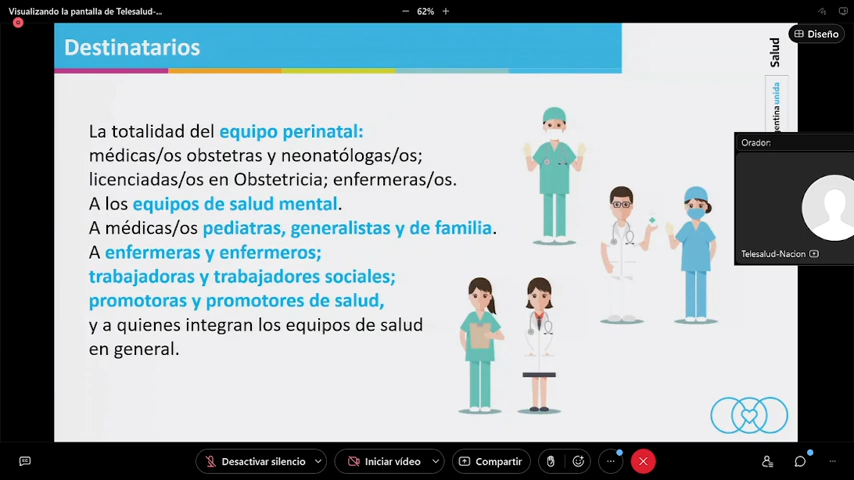 Visualizando la pantalla de Telesalud-...
62%
Diseño
Destinatarios
Salud
unida
Orador:
La totalidad del equipo perinatal:
médicas/os obstetras y neonatólogas/os;
licenciadas/os en Obstetricia; enfermeras/os.
A los equipos de salud mental.
A médicas/os pediatras, generalistas y de familia.
A enfermeras y enfermeros;
trabajadoras y trabajadores sociales;
promotoras y promotores de salud,
y a quienes integran los equipos de salud
en general.
Telesalud-Nacion
Desactivar silencio
Iniciar vídeo
Compartir